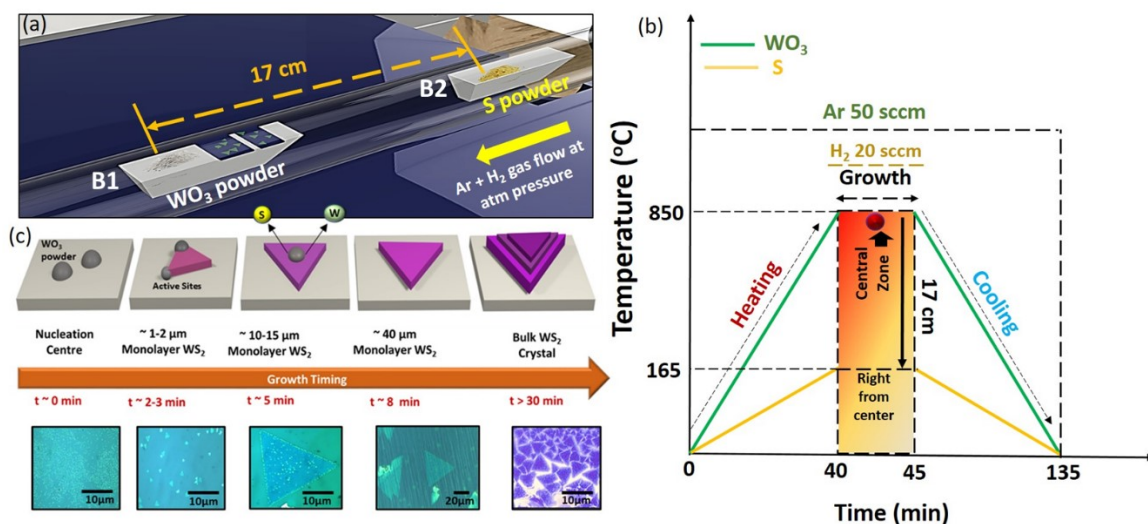 (a)
17 cm
B2
S powder
B1
WO₃ powder
Ar + H₂ gas flow at
atm pressure
(b)
WO₃
S
Ar 50 sccm
H₂ 20 sccm
Growth
Temperature (°C)
850
165
Heating
Central
Zone
17 cm
Cooling
Right
from
center
0
40
45
135
Time (min)
(c)
S
W
WO₃
powder
Active Sites
Nucleation
Centre
~ 1-2 μm
Monolayer WS₂
~ 10-15 μm
Monolayer WS₂
~ 40 μm
Monolayer WS₂
Bulk WS₂
Crystal
Growth Timing
t ~ 0 min
t ~ 2-3 min
t ~ 5 min
t ~ 8 min
t > 30 min
10μm
10μm
10μm
20μm
10μm